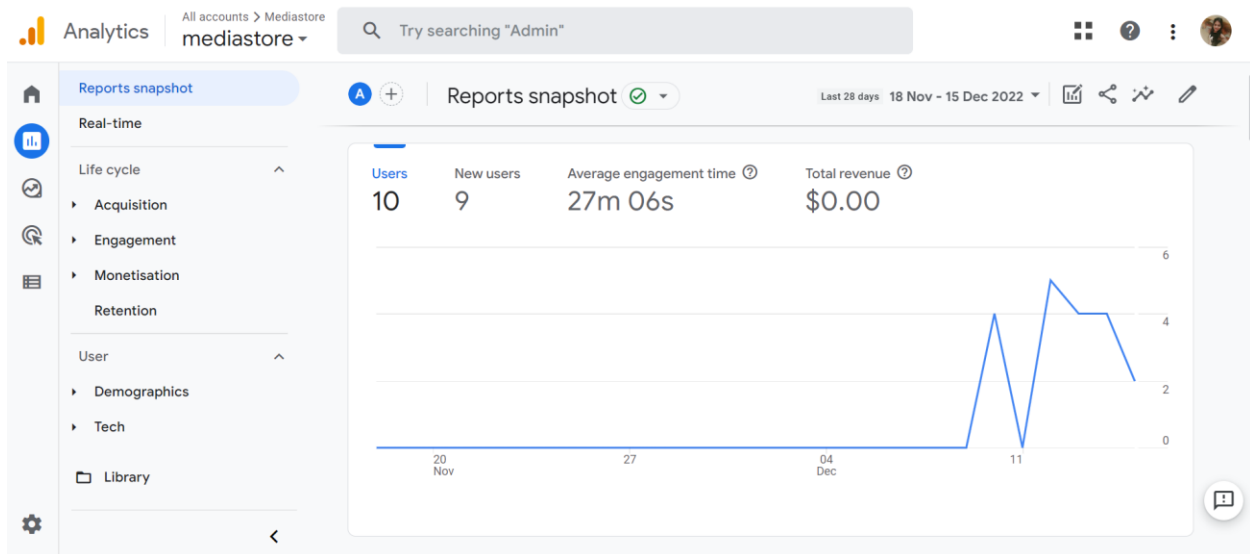 Analytics
All accounts > Mediastore
mediastore
Try searching "Admin"
Reports snapshot
Real-time
Life cycle
Acquisition
Engagement
Monetisation
Retention
User
Demographics
Tech
Library
A
Reports snapshot
Last 28 days 18 Nov - 15 Dec 2022
Users
10
New users
9
Average engagement time
27m 06s
Total revenue
$0.00
6
4
2
0
20
Nov
27
04
Dec
11